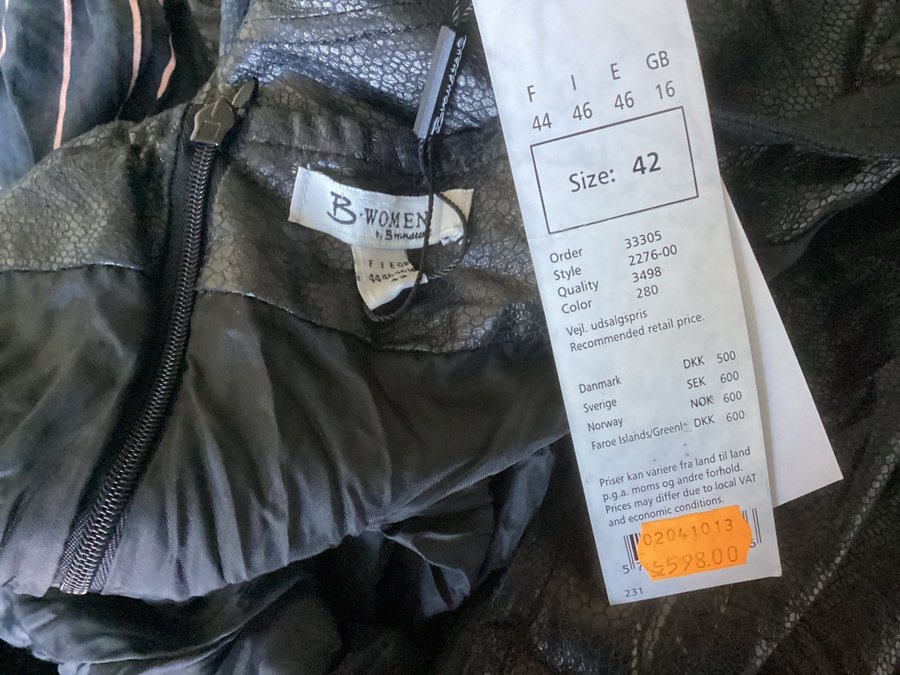 F I E GB
44 46 46 16
Size: 42
Order 33305
Style 2276-00
Quality 3498
Color 280
Vejl. udsalgspris
Recommended retail price.
Danmark DKK 500
Sverige SEK 600
Norway NOK 600
Faroe Islands/Greenl. DKK 600
Priser kan variere fra land til land
p.g.a. moms og andre forhold.
Prices may differ due to local VAT
and economic conditions.
02041013
598.00
231
B·WOMEN
by
F I E GB
44